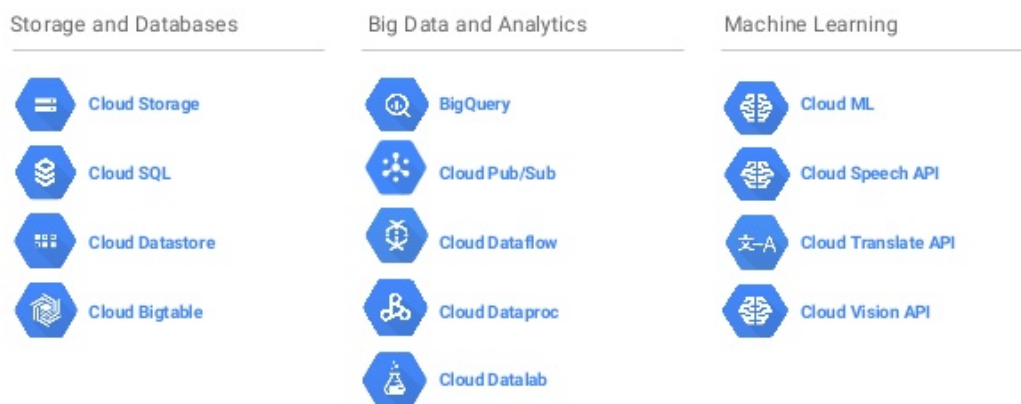 Storage and Databases
Cloud Storage
Cloud SQL
Cloud Datastore
Cloud Bigtable
Big Data and Analytics
BigQuery
Cloud Pub/Sub
Cloud Dataflow
Cloud Dataproc
Cloud Datalab
Machine Learning
Cloud ML
Cloud Speech API
文-A Cloud Translate API
Cloud Vision API